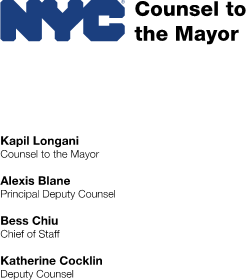 NYC Counsel to
the Mayor
Kapil Longani
Counsel to the Mayor
Alexis Blane
Principal Deputy Counsel
Bess Chiu
Chief of Staff
Katherine Cocklin
Deputy Counsel